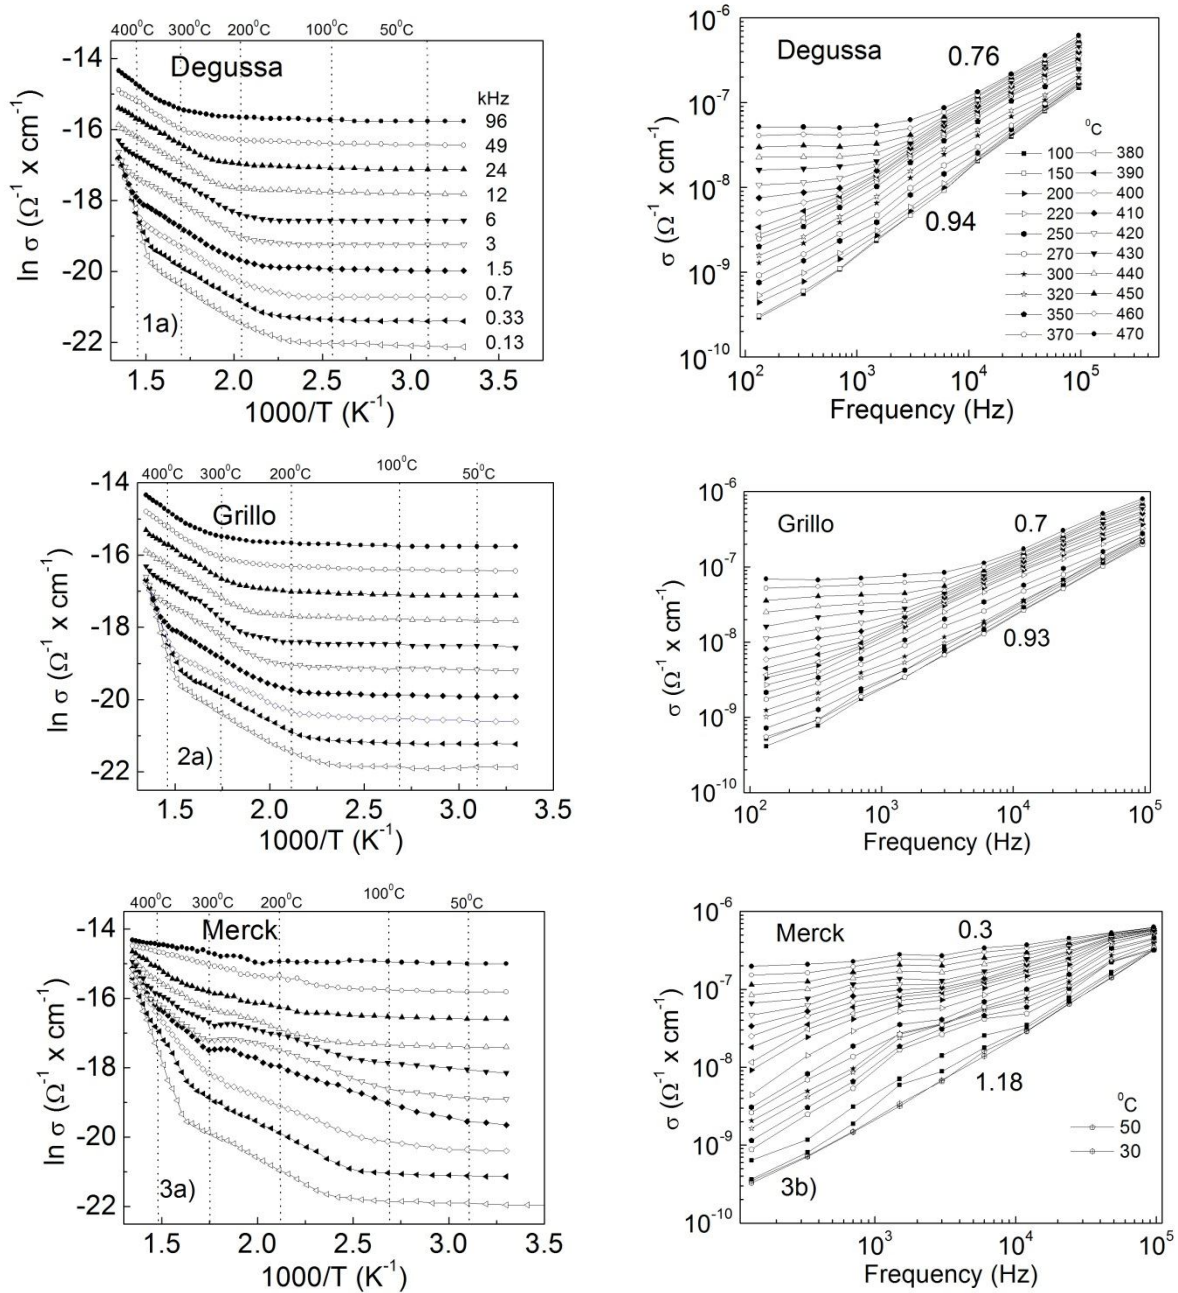 400⁰C 300⁰C 200⁰C 100⁰C 50⁰C
-14
-16
-18
-20
-22
ln σ (Ω⁻¹ x cm⁻¹)
Degussa
kHz
96
49
24
12
6
3
1.5
0.7
0.33
0.13
1a)
1.5 2.0 2.5 3.0 3.5
1000/T (K⁻¹)
10⁻⁶
10⁻⁷
10⁻⁸
10⁻⁹
10⁻¹⁰
σ (Ω⁻¹ x cm⁻¹)
Degussa
0.76
0.94
⁰C
100 380
150 390
200 400
220 410
250 420
270 430
300 440
320 450
350 460
370 470
10² 10³ 10⁴ 10⁵
Frequency (Hz)
400⁰C 300⁰C 200⁰C 100⁰C 50⁰C
-14
-16
-18
-20
-22
ln σ (Ω⁻¹ x cm⁻¹)
Grillo
2a)
1.5 2.0 2.5 3.0 3.5
1000/T (K⁻¹)
10⁻⁶
10⁻⁷
10⁻⁸
10⁻⁹
10⁻¹⁰
σ (Ω⁻¹ x cm⁻¹)
Grillo
0.7
0.93
10² 10³ 10⁴ 10⁵
Frequency (Hz)
400⁰C 300⁰C 200⁰C 100⁰C 50⁰C
-14
-16
-18
-20
-22
ln σ (Ω⁻¹ x cm⁻¹)
Merck
3a)
1.5 2.0 2.5 3.0 3.5
1000/T (K⁻¹)
10⁻⁶
10⁻⁷
10⁻⁸
10⁻⁹
10⁻¹⁰
σ (Ω⁻¹ x cm⁻¹)
Merck
0.3
1.18
⁰C
50
30
3b)
10³ 10⁴ 10⁵
Frequency (Hz)